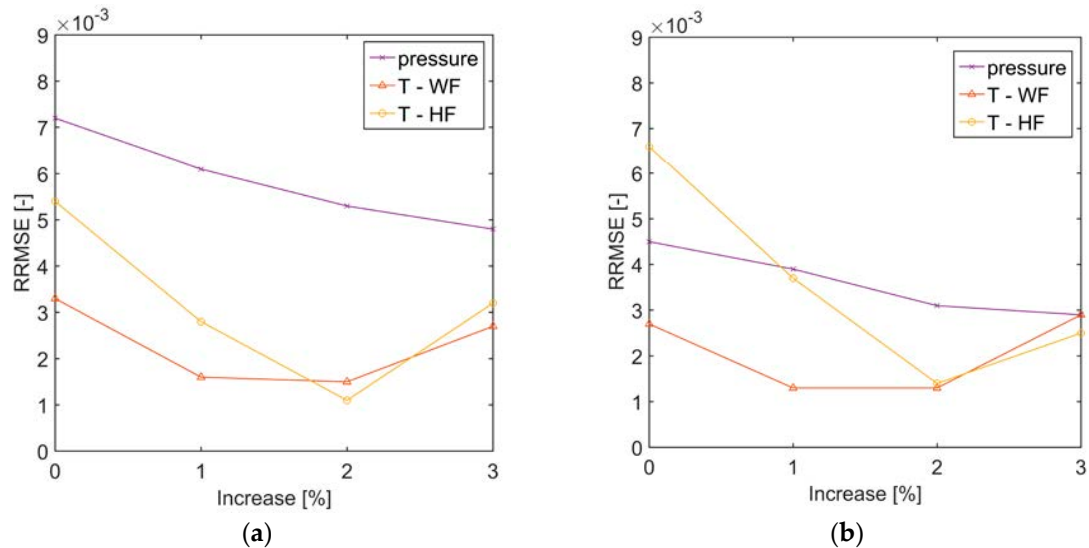 ×10⁻³
9
8
7
6
5
4
3
2
1
0
RRMSE [-]
0 1 2 3
Increase [%]
pressure
T - WF
T - HF
(a)
×10⁻³
9
8
7
6
5
4
3
2
1
0
RRMSE [-]
0 1 2 3
Increase [%]
pressure
T - WF
T - HF
(b)